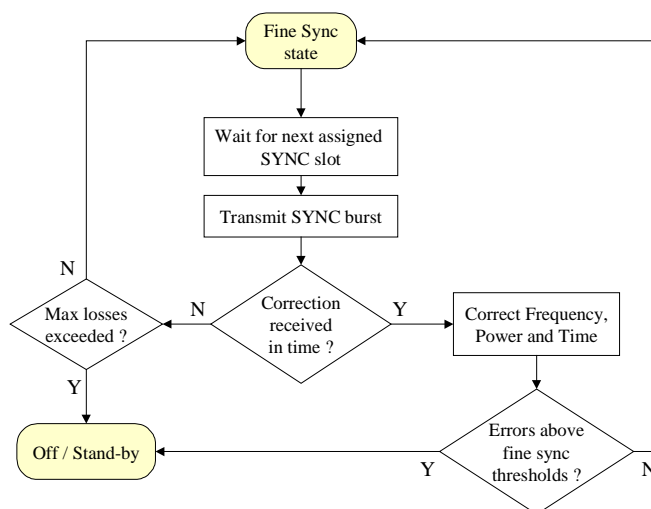 Fine Sync
state
Wait for next assigned
SYNC slot
Transmit SYNC burst
N
Max losses
exceeded ?
N
Correction
received
in time ?
Y
Correct Frequency,
Power and Time
Y
Off / Stand-by
Y
Errors above
fine sync
thresholds ?
N